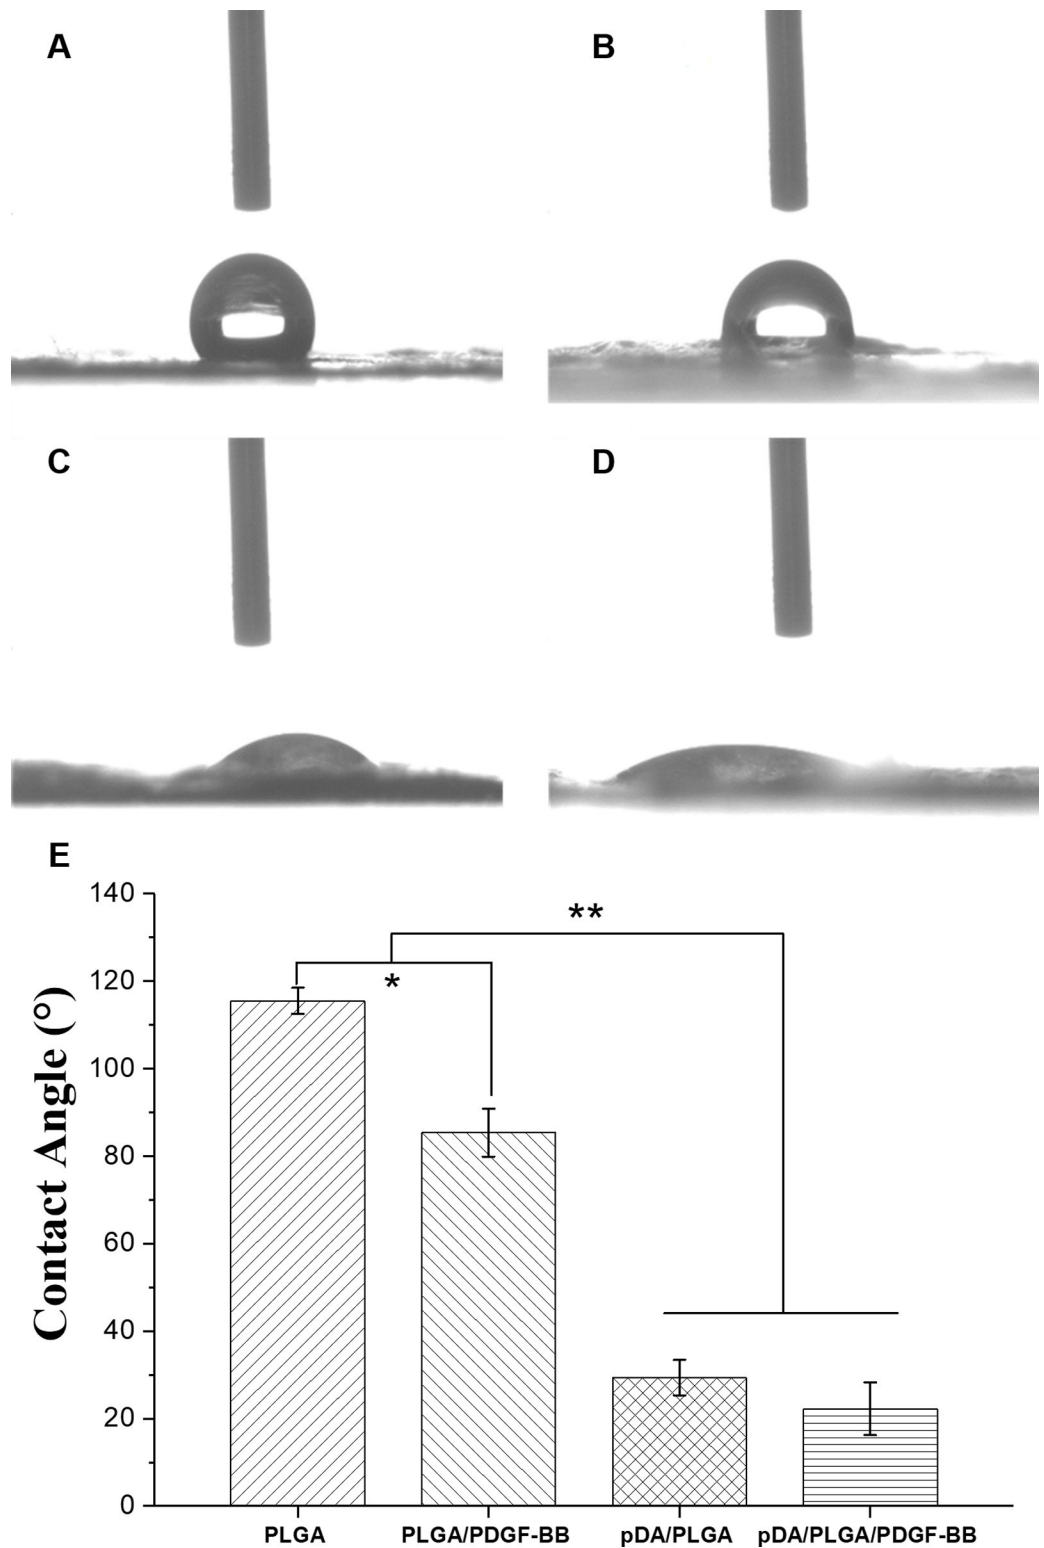 A
B
C
D
E
140
120
100
80
60
40
20
0
Contact Angle (°)
**
*
PLGA
PLGA/PDGF-BB
pDA/PLGA
pDA/PLGA/PDGF-BB